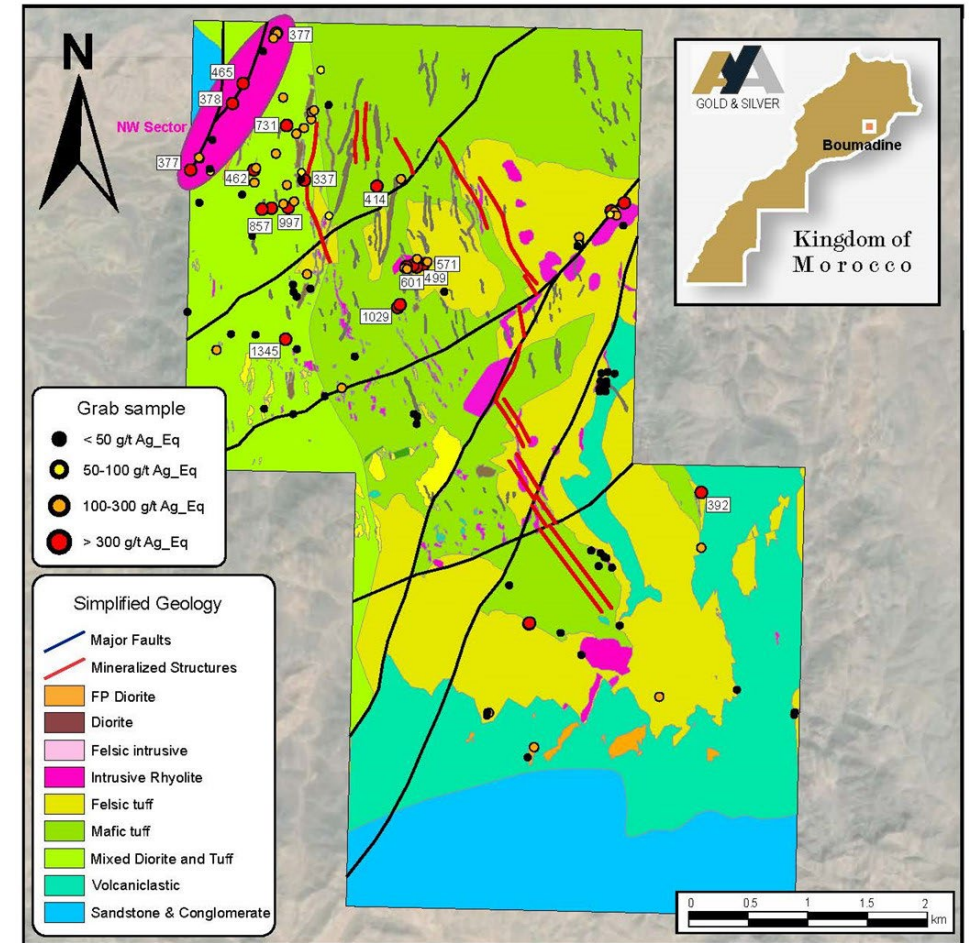 N
377
465
378
NW Sector
731
377
462
337
414
857
997
571
499
601
1029
1345
392
AYA
GOLD & SILVER
Boumadine
Kingdom of
Morocco
Grab sample
< 50 g/t Ag_Eq
50-100 g/t Ag_Eq
100-300 g/t Ag_Eq
> 300 g/t Ag_Eq
Simplified Geology
Major Faults
Mineralized Structures
FP Diorite
Diorite
Felsic intrusive
Intrusive Rhyolite
Felsic tuff
Mafic tuff
Mixed Diorite and Tuff
Volcaniclastic
Sandstone & Conglomerate
0 0.5 1 1.5 2
km